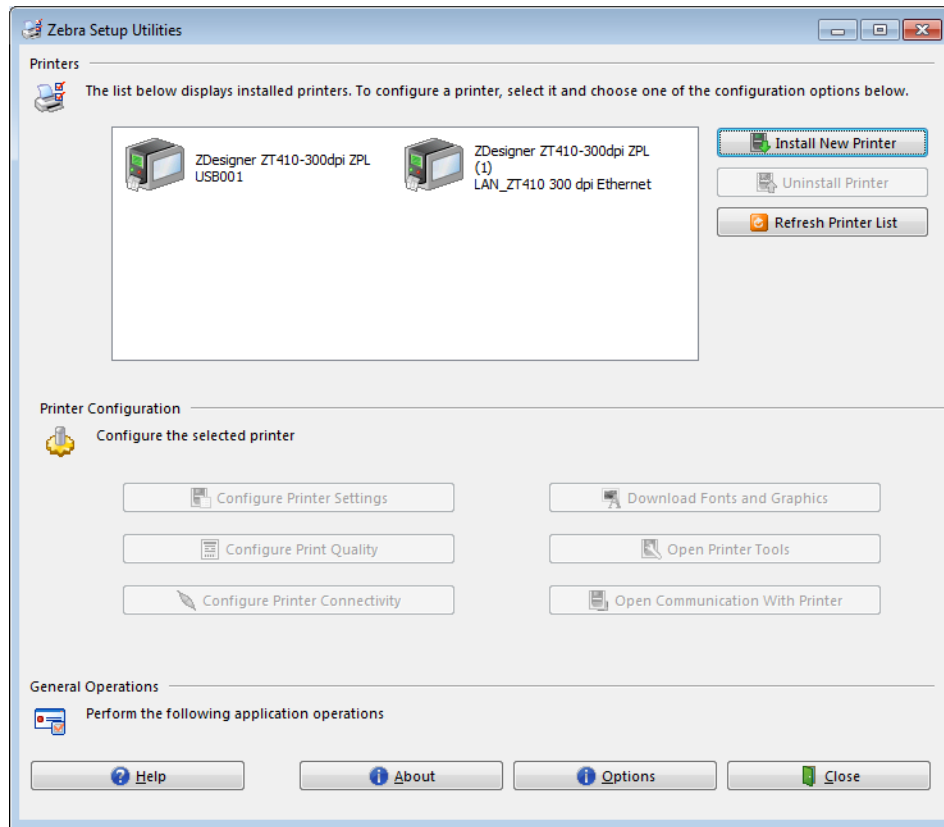 Zebra Setup Utilities
Printers
The list below displays installed printers. To configure a printer, select it and choose one of the configuration options below.
ZDesigner ZT410-300dpi ZPL
USB001
ZDesigner ZT410-300dpi ZPL
(1)
LAN_ZT410 300 dpi Ethernet
Install New Printer
Uninstall Printer
Refresh Printer List
Printer Configuration
Configure the selected printer
Configure Printer Settings
Download Fonts and Graphics
Configure Print Quality
Open Printer Tools
Configure Printer Connectivity
Open Communication With Printer
General Operations
Perform the following application operations
Help
About
Options
Close